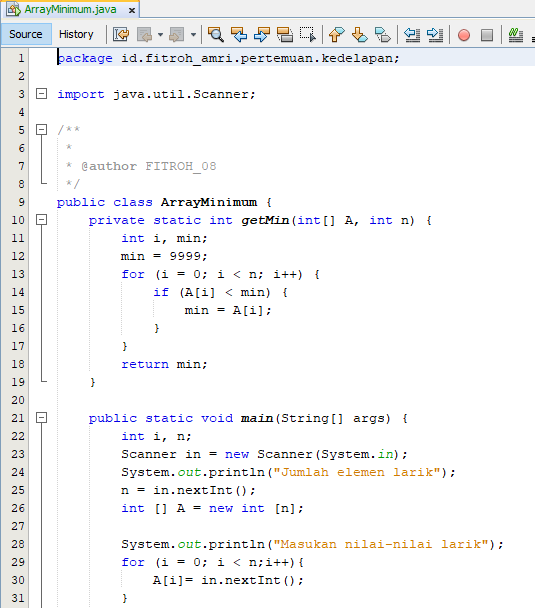 ArrayMinimum.java
Source History
1 package id.fitroh_amri.pertemuan.kedelapan;
2
3 import java.util.Scanner;
4
5 /**
6 *
7 * @author FITROH_08
8 */
9 public class ArrayMinimum {
10 private static int getMin(int[] A, int n) {
11 int i, min;
12 min = 9999;
13 for (i = 0; i < n; i++) {
14 if (A[i] < min) {
15 min = A[i];
16 }
17 }
18 return min;
19 }
20
21 public static void main(String[] args) {
22 int i, n;
23 Scanner in = new Scanner(System.in);
24 System.out.println("Jumlah elemen larik");
25 n = in.nextInt();
26 int [] A = new int [n];
27
28 System.out.println("Masukan nilai-nilai larik");
29 for (i = 0; i < n;i++){
30 A[i]= in.nextInt();
31 }